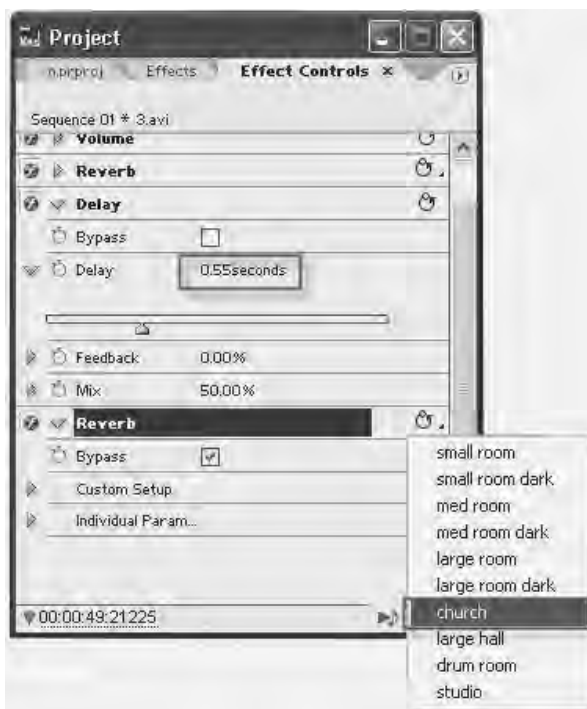 Project
n.prproj Effects Effect Controls
Sequence 01 * 3.avi
Volume
Reverb
Delay
Bypass
Delay 0.55seconds
Feedback 0.00%
Mix 50.00%
Reverb
Bypass
Custom Setup
Individual Param...
00:00:49:21225
small room
small room dark
med room
med room dark
large room
large room dark
church
large hall
drum room
studio